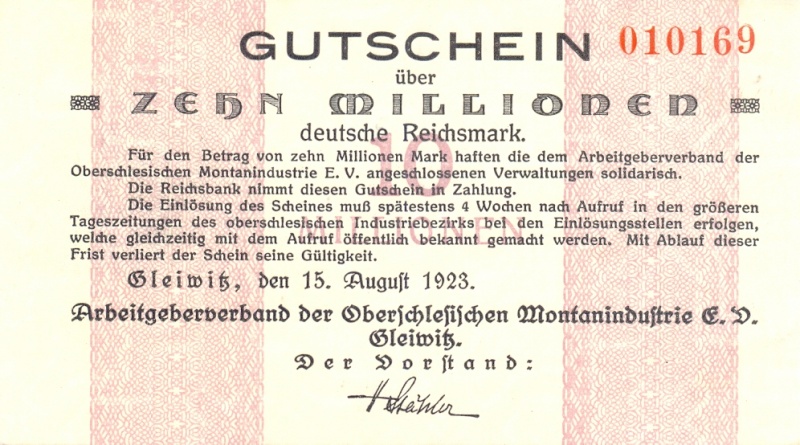 GUTSCHEIN 010169
über
ZEHN MILLIONEN
deutsche Reichsmark.
10
MILLIONEN
Für den Betrag von zehn Millionen Mark haften die dem Arbeitgeberverband der
Oberschlesischen Montanindustrie E. V. angeschlossenen Verwaltungen solidarisch.
Die Reichsbank nimmt diesen Gutschein in Zahlung.
Die Einlösung des Scheines muß spätestens 4 Wochen nach Aufruf in den größeren
Tageszeitungen des oberschlesischen Industriebezirks bei den Einlösungsstellen erfolgen,
welche gleichzeitig mit dem Aufruf öffentlich bekannt gemacht werden. Mit Ablauf dieser
Frist verliert der Schein seine Gültigkeit.
Gleiwitz, den 15. August 1923.
Arbeitgeberverband der Oberschlesischen Montanindustrie E. V.
Gleiwitz.
Der Vorstand: